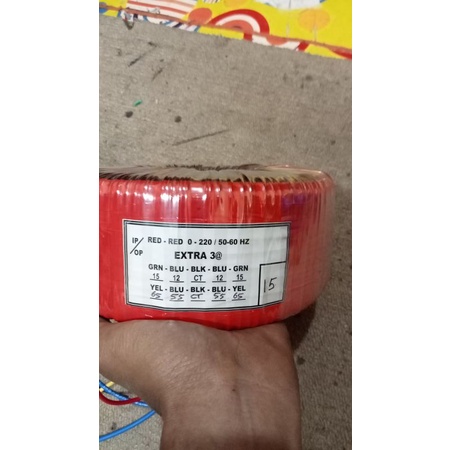 IP/OP RED - RED 0 - 220 / 50-60 HZ
EXTRA 3@
GRN - BLU - BLK - BLU - GRN
15 12 CT 12 15
YEL - BLU - BLK - BLU - YEL
65 55 CT 55 65
15